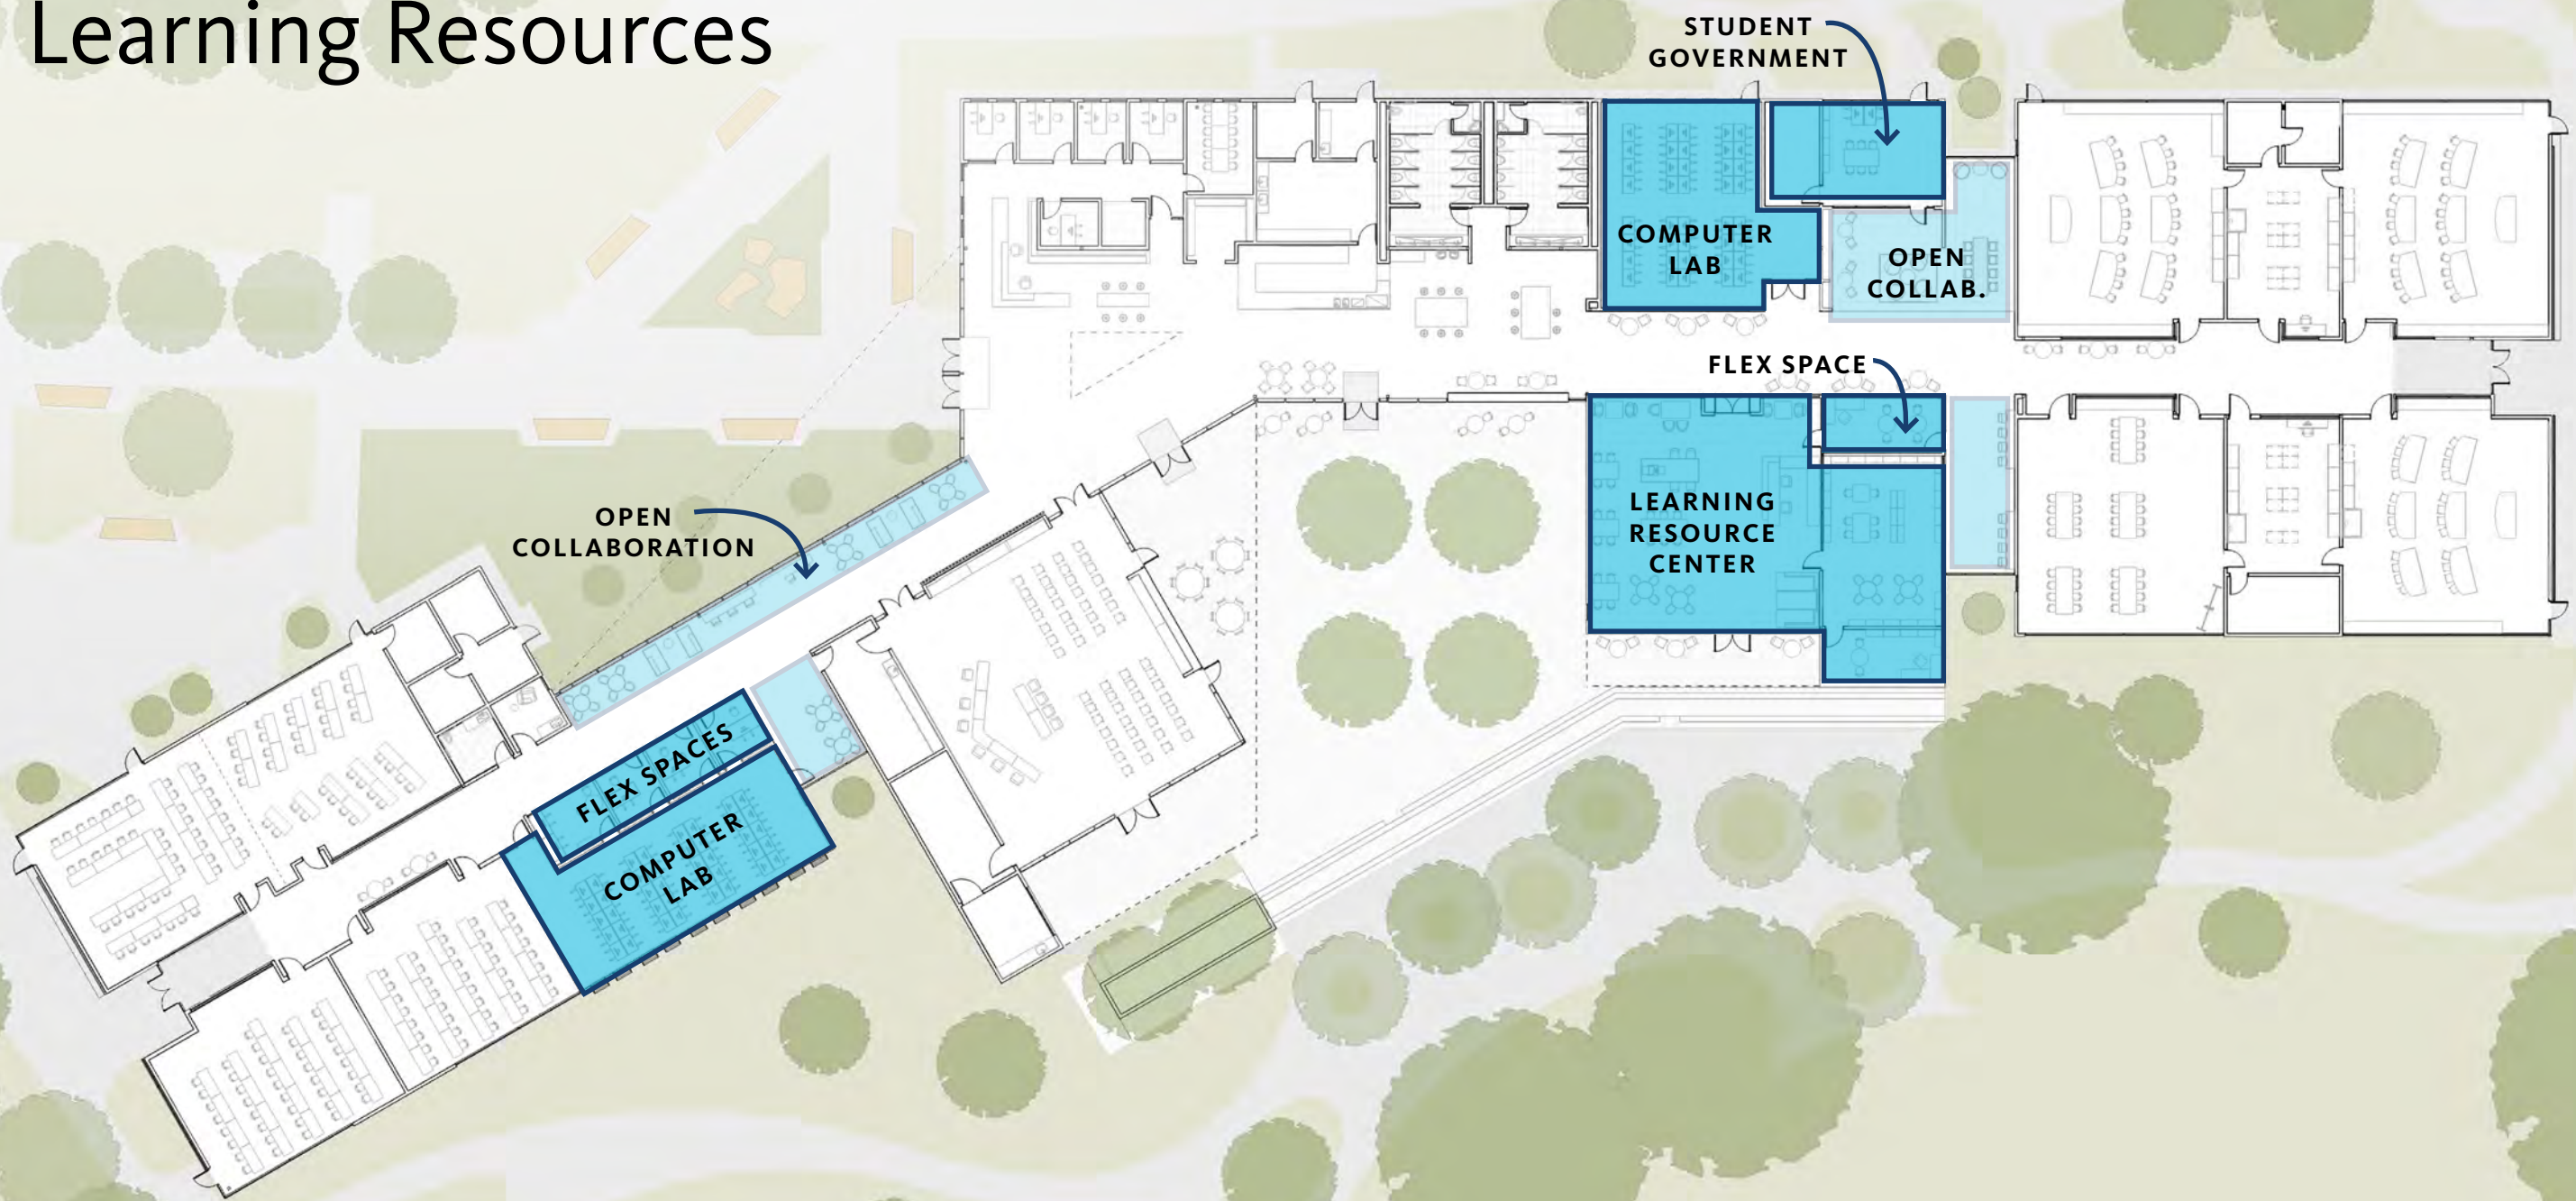 Learning Resources
STUDENT
GOVERNMENT
COMPUTER
LAB
OPEN
COLLAB.
FLEX SPACE
LEARNING
RESOURCE
CENTER
OPEN
COLLABORATION
FLEX SPACES
COMPUTER
LAB